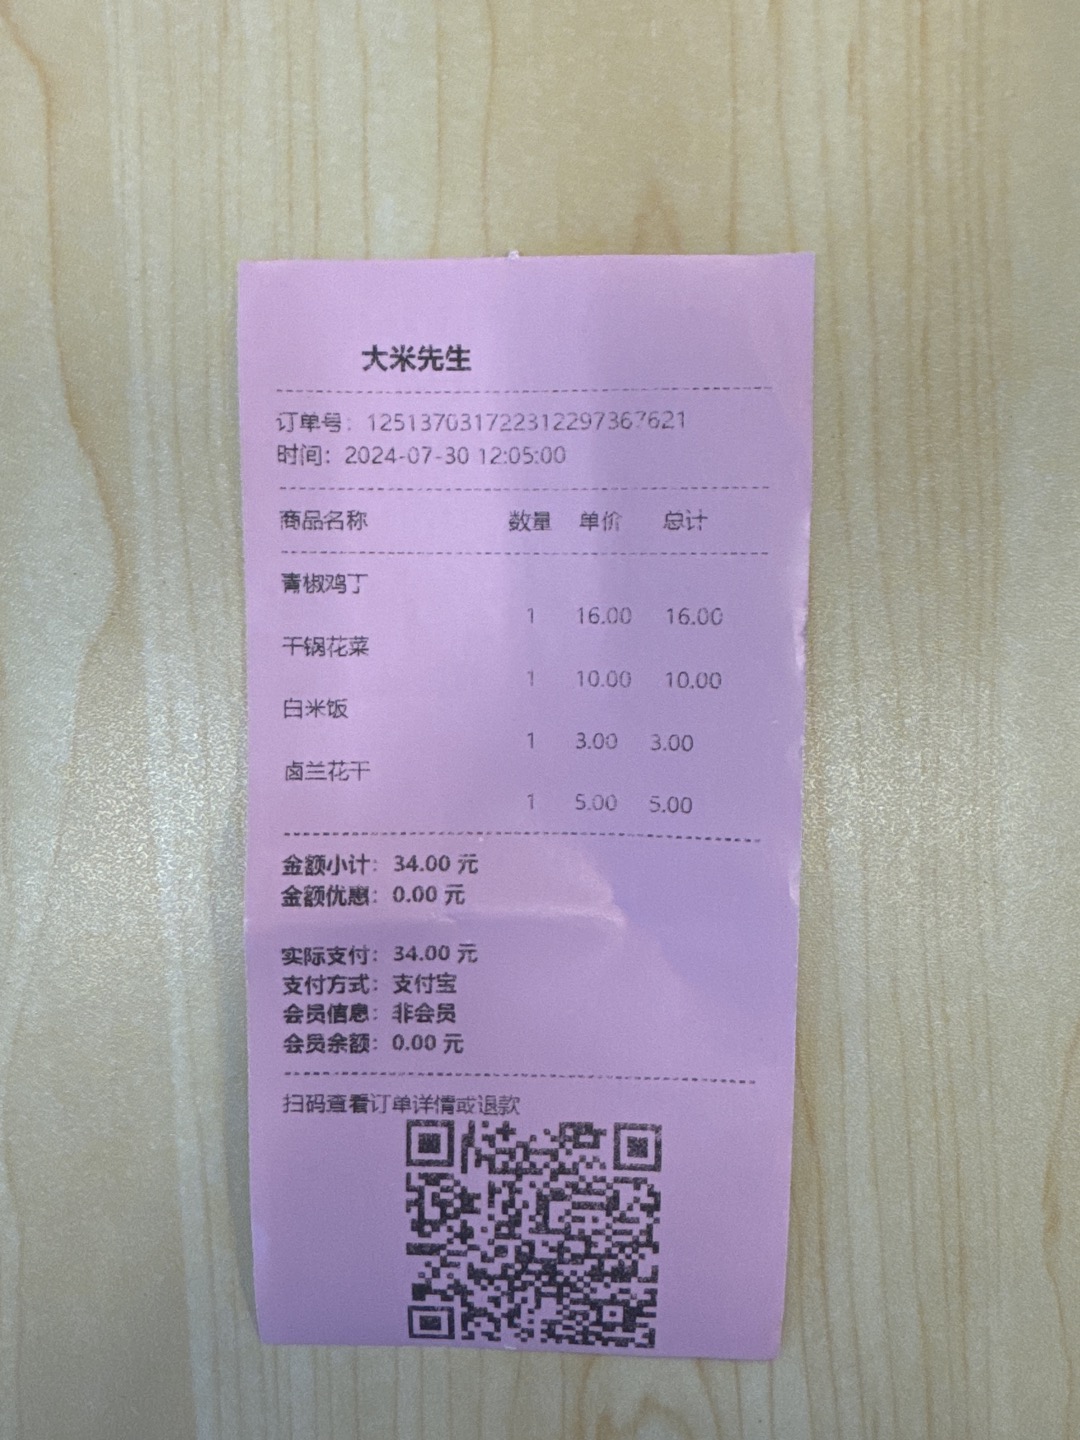 大米先生
订单号：125137031722312297367621
时间：2024-07-30 12:05:00
商品名称 数量 单价 总计
青椒鸡丁
1 16.00 16.00
干锅花菜
1 10.00 10.00
白米饭
1 3.00 3.00
卤兰花干
1 5.00 5.00
金额小计：34.00 元
金额优惠：0.00 元
实际支付：34.00 元
支付方式：支付宝
会员信息：非会员
会员余额：0.00 元
扫码查看订单详情或退款